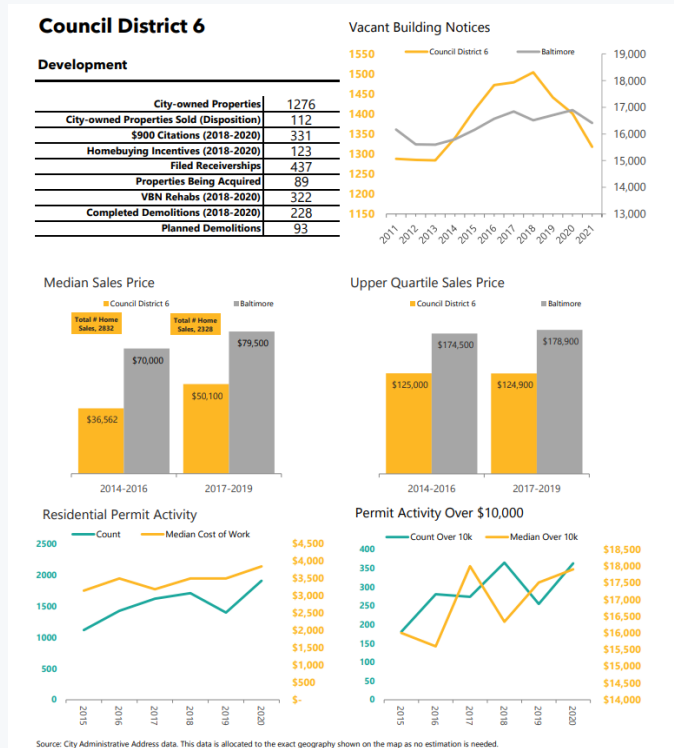 Council District 6
Development
City-owned Properties 1276
City-owned Properties Sold (Disposition) 112
$900 Citations (2018-2020) 331
Homebuying Incentives (2018-2020) 123
Filed Receiverships 437
Properties Being Acquired 89
VBN Rehabs (2018-2020) 322
Completed Demolitions (2018-2020) 228
Planned Demolitions 93
Vacant Building Notices
Council District 6 Baltimore
1550
1500
1450
1400
1350
1300
1250
1200
1150
19,000
18,000
17,000
16,000
15,000
14,000
13,000
2011 2012 2013 2014 2015 2016 2017 2018 2019 2020 2021
Median Sales Price
Council District 6 Baltimore
Total # Home
Sales, 2832
Total # Home
Sales, 2328
$36,562
$70,000
$50,100
$79,500
2014-2016 2017-2019
Upper Quartile Sales Price
Council District 6 Baltimore
$125,000
$174,500
$124,900
$178,900
2014-2016 2017-2019
Residential Permit Activity
Count Median Cost of Work
2500
2000
1500
1000
500
0
$4,500
$4,000
$3,500
$3,000
$2,500
$2,000
$1,500
$1,000
$500
$-
2015 2016 2017 2018 2019 2020
Permit Activity Over $10,000
Count Over 10k Median Over 10k
400
350
300
250
200
150
100
50
0
$18,500
$18,000
$17,500
$17,000
$16,500
$16,000
$15,500
$15,000
$14,500
$14,000
2015 2016 2017 2018 2019 2020
Source: City Administrative Address data. This data is allocated to the exact geography shown on the map as no estimation is needed.